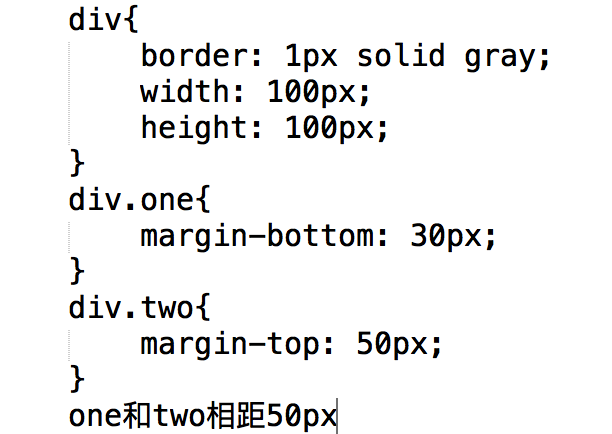 div{
    border: 1px solid gray;
    width: 100px;
    height: 100px;
}
div.one{
    margin-bottom: 30px;
}
div.two{
    margin-top: 50px;
}
one和two相距50px